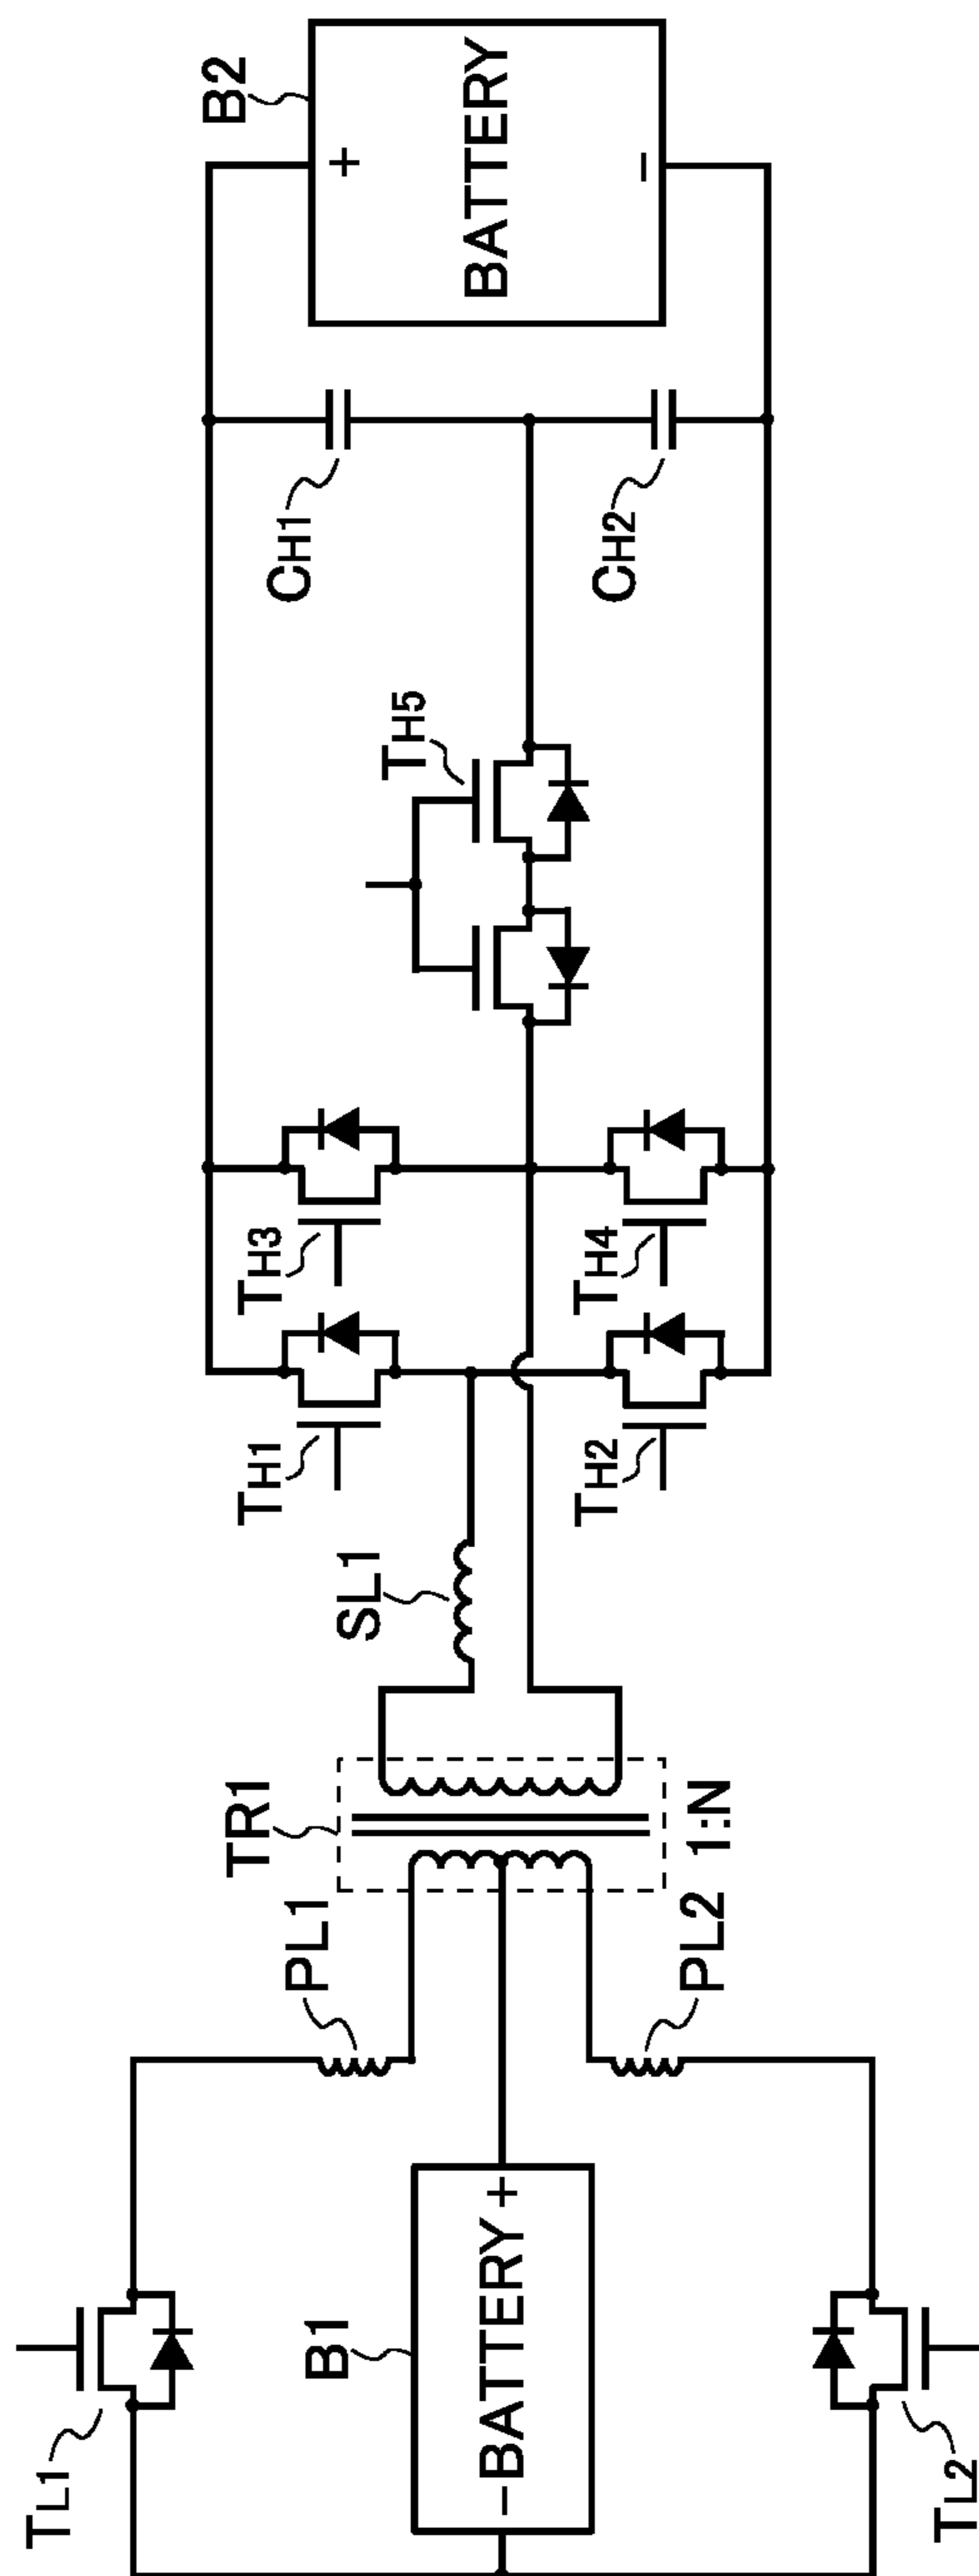 B2
BATTERY
+
−
CH1
CH2
TH5
TH3
TH4
TH1
TH2
SL1
TR1
1:N
PL1
PL2
B1
−BATTERY+
TL1
TL2